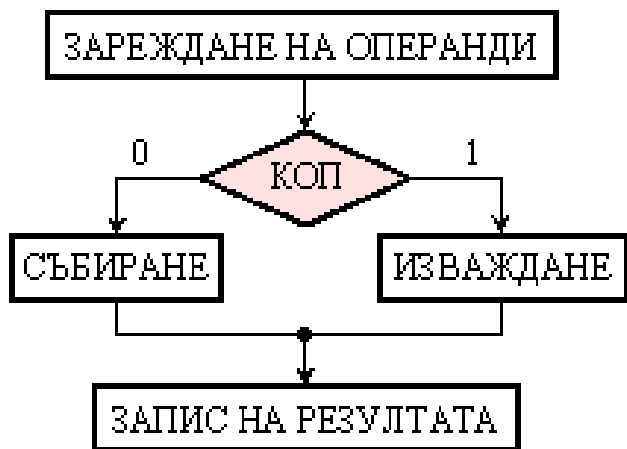 ЗАРЕЖДАНЕ НА ОПЕРАНДИ
0
КОП
1
СЪБИРАНЕ
ИЗВАЖДАНЕ
ЗАПИС НА РЕЗУЛТАТА